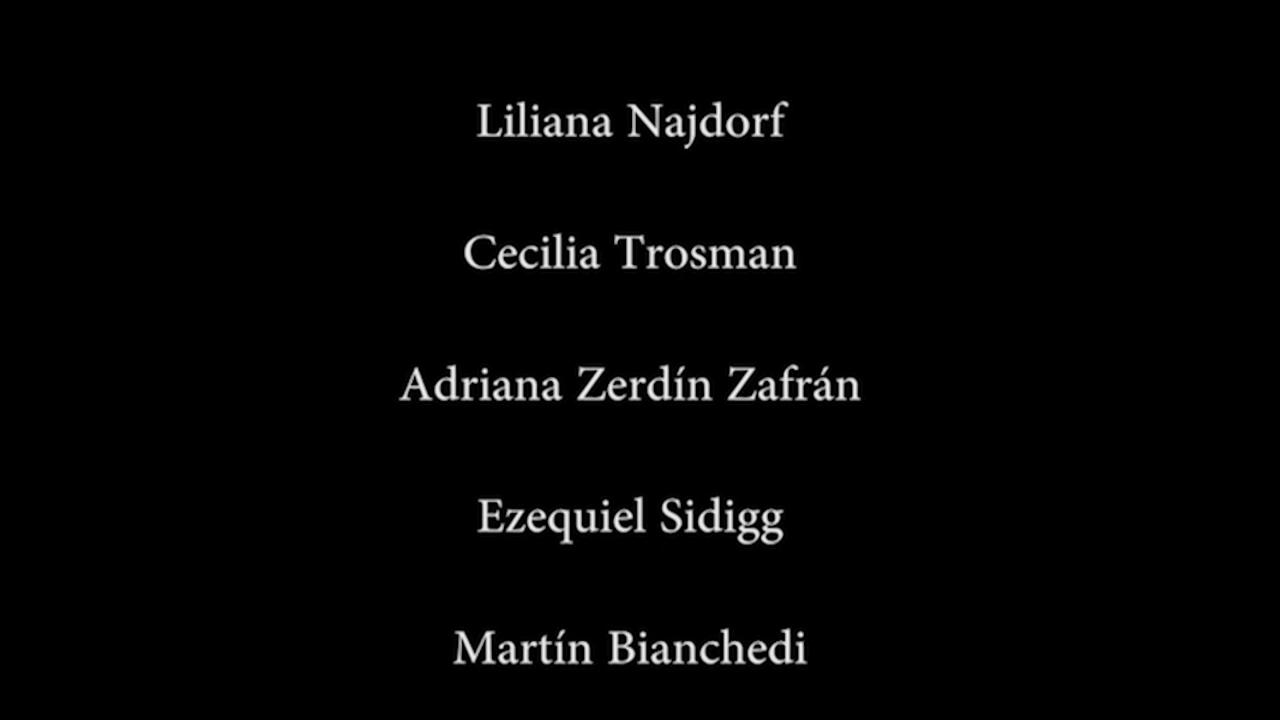 Liliana Najdorf
Cecilia Trosman
Adriana Zerdín Zafrán
Ezequiel Sidigg
Martín Bianchedi